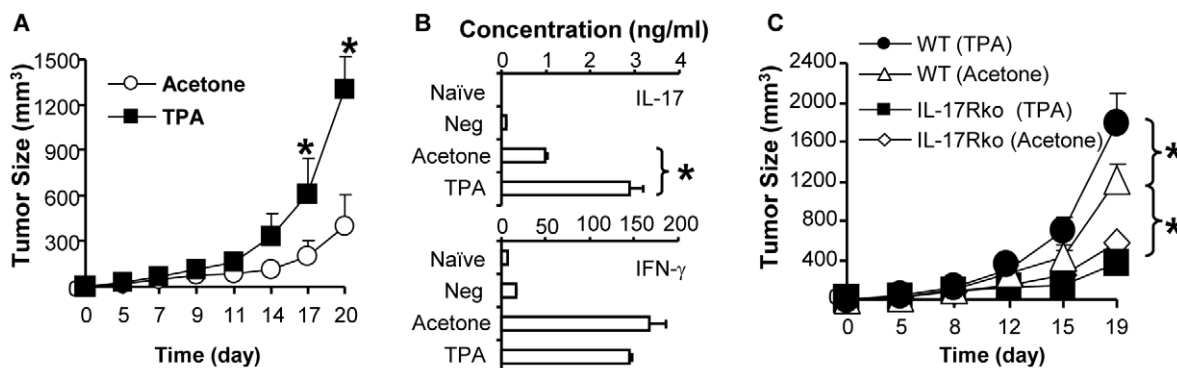 A
Tumor Size (mm3)
1500
1200
900
600
300
0
Acetone
TPA
*
*
0 5 7 9 11 14 17 20
Time (day)
B
Concentration (ng/ml)
0 1 2 3 4
Naïve
Neg
Acetone
TPA
IL-17
*
0 50 100 150 200
Naïve
Neg
Acetone
TPA
IFN-γ
C
WT (TPA)
WT (Acetone)
IL-17Rko (TPA)
IL-17Rko (Acetone)
Tumor Size (mm3)
2400
2000
1600
1200
800
400
0
*
*
0 5 8 12 15 19
Time (day)